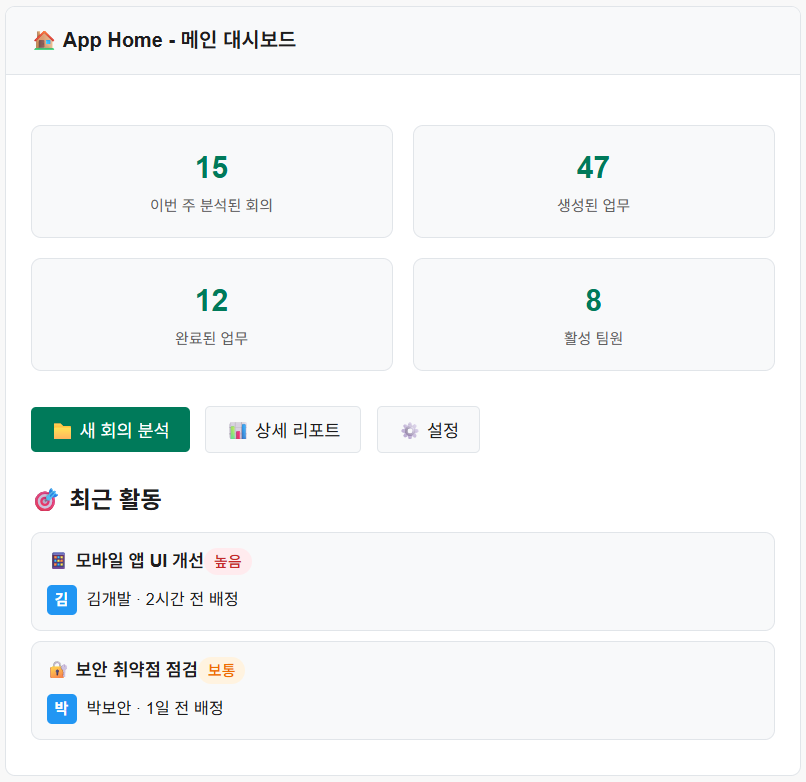 🏠 App Home - 메인 대시보드
15
이번 주 분석된 회의
47
생성된 업무
12
완료된 업무
8
활성 팀원
📁 새 회의 분석
📊 상세 리포트
⚙️ 설정
🎯 최근 활동
📱 모바일 앱 UI 개선 높음
김 김개발 · 2시간 전 배정
🔐 보안 취약점 점검 보통
박 박보안 · 1일 전 배정